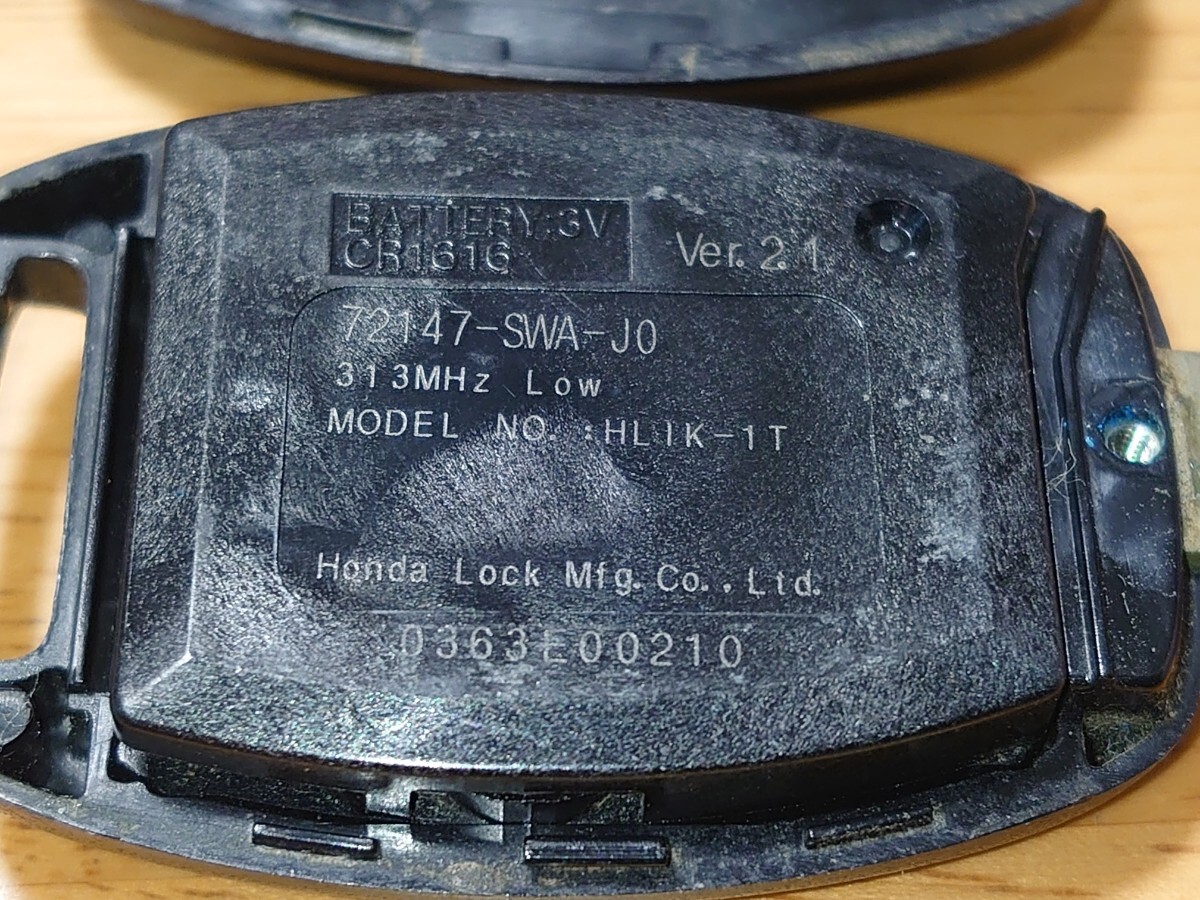 BATTERY:3V
CR1616
Ver. 2.1
72147-SWA-J0
313MHz Low
MODEL NO. :HLIK-1T
Honda Lock Mfg. Co., Ltd.
0363E00210